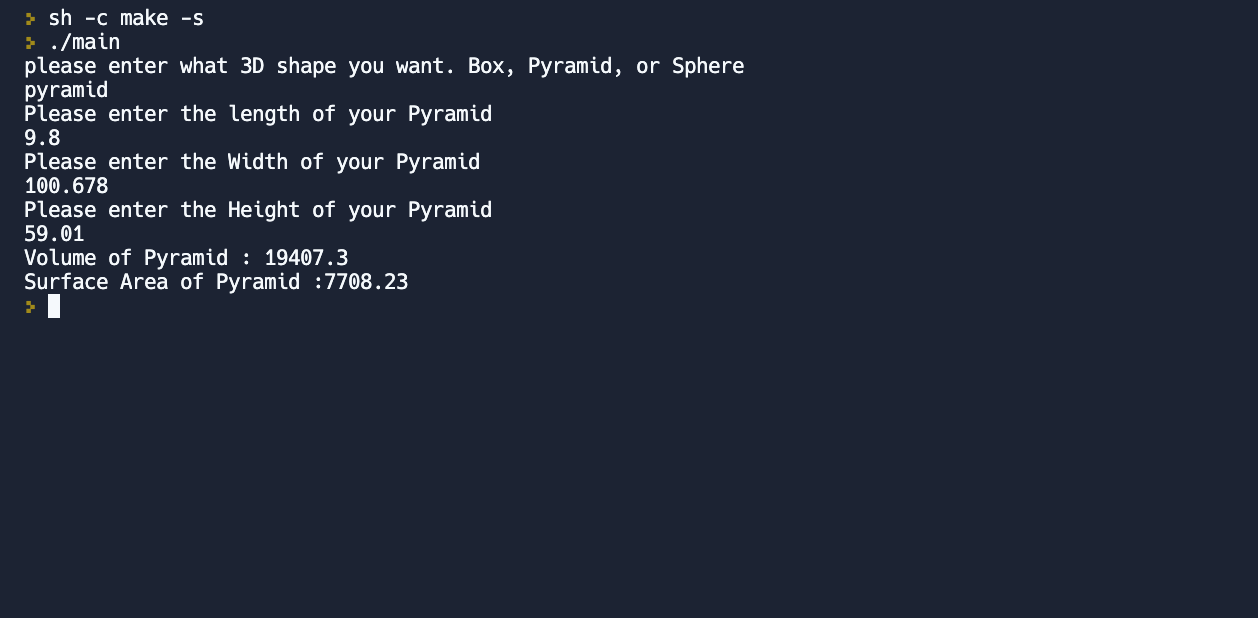 > sh -c make -s
> ./main
please enter what 3D shape you want. Box, Pyramid, or Sphere
pyramid
Please enter the length of your Pyramid
9.8
Please enter the Width of your Pyramid
100.678
Please enter the Height of your Pyramid
59.01
Volume of Pyramid : 19407.3
Surface Area of Pyramid :7708.23
>